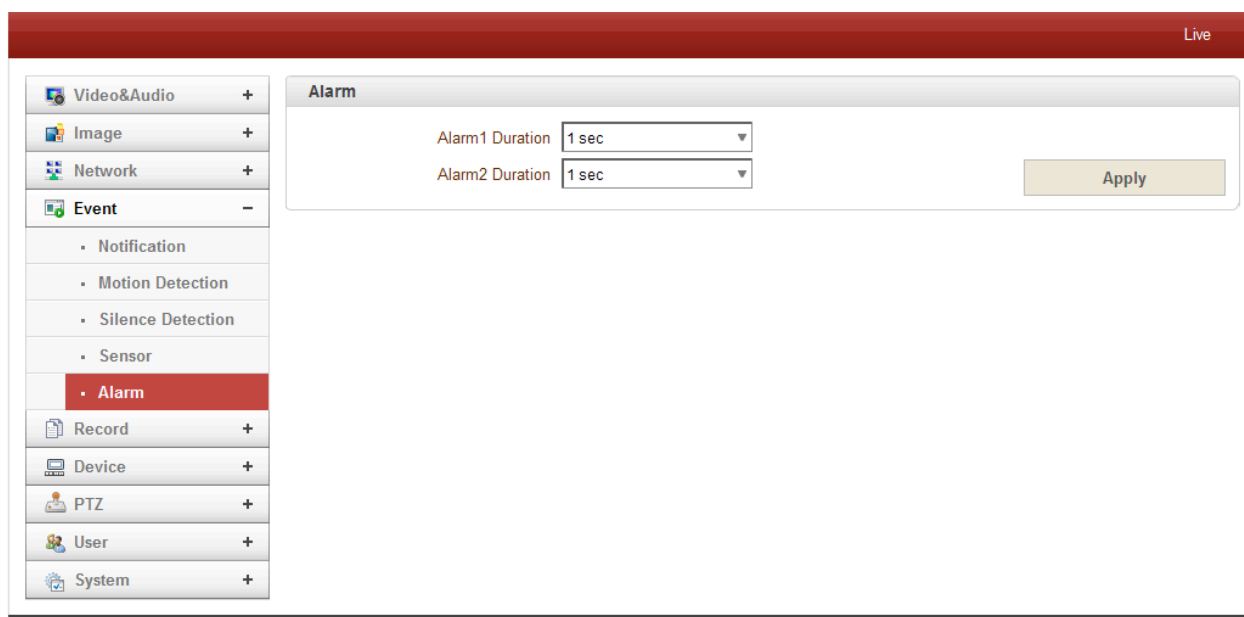 Live
Video&Audio +
Image +
Network +
Event −
Notification
Motion Detection
Silence Detection
Sensor
Alarm
Record +
Device +
PTZ +
User +
System +
Alarm
Alarm1 Duration 1 sec
Alarm2 Duration 1 sec
Apply